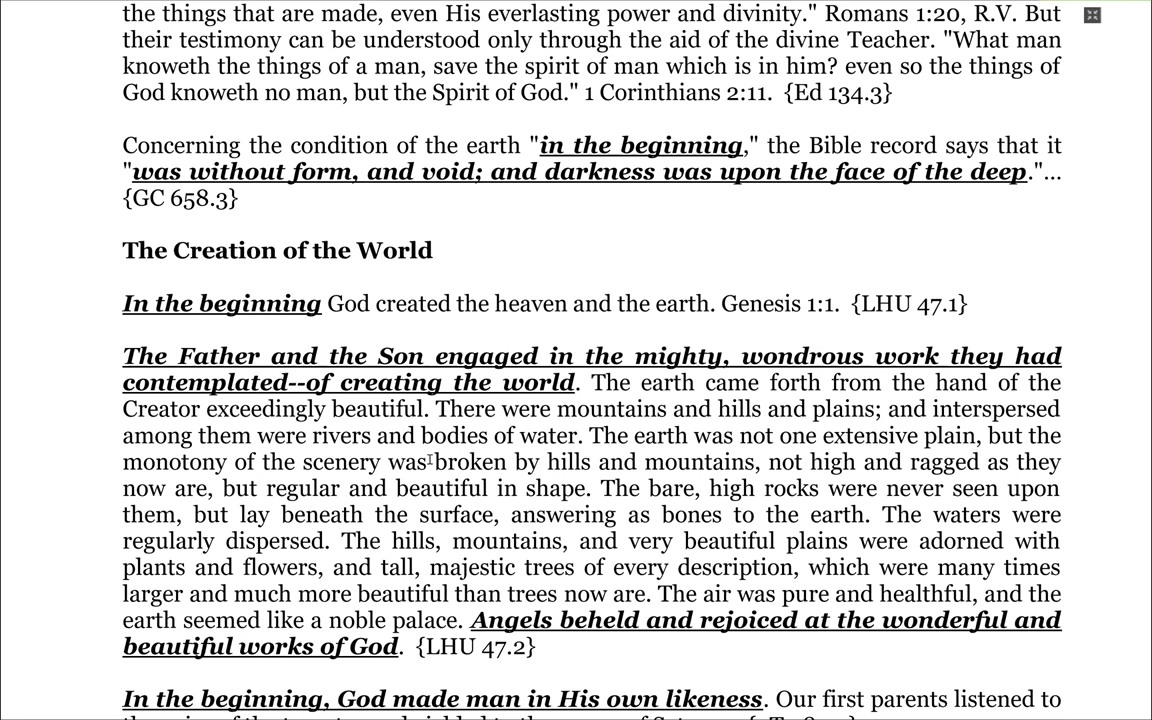 the things that are made, even His everlasting power and divinity." Romans 1:20, R.V. But
their testimony can be understood only through the aid of the divine Teacher. "What man
knoweth the things of a man, save the spirit of man which is in him? even so the things of
God knoweth no man, but the Spirit of God." 1 Corinthians 2:11. {Ed 134.3}
Concerning the condition of the earth "in the beginning," the Bible record says that it
"was without form, and void; and darkness was upon the face of the deep."...
{GC 658.3}
The Creation of the World
In the beginning God created the heaven and the earth. Genesis 1:1. {LHU 47.1}
The Father and the Son engaged in the mighty, wondrous work they had
contemplated--of creating the world. The earth came forth from the hand of the
Creator exceedingly beautiful. There were mountains and hills and plains; and interspersed
among them were rivers and bodies of water. The earth was not one extensive plain, but the
monotony of the scenery was broken by hills and mountains, not high and ragged as they
now are, but regular and beautiful in shape. The bare, high rocks were never seen upon
them, but lay beneath the surface, answering as bones to the earth. The waters were
regularly dispersed. The hills, mountains, and very beautiful plains were adorned with
plants and flowers, and tall, majestic trees of every description, which were many times
larger and much more beautiful than trees now are. The air was pure and healthful, and the
earth seemed like a noble palace. Angels beheld and rejoiced at the wonderful and
beautiful works of God. {LHU 47.2}
In the beginning, God made man in His own likeness. Our first parents listened to